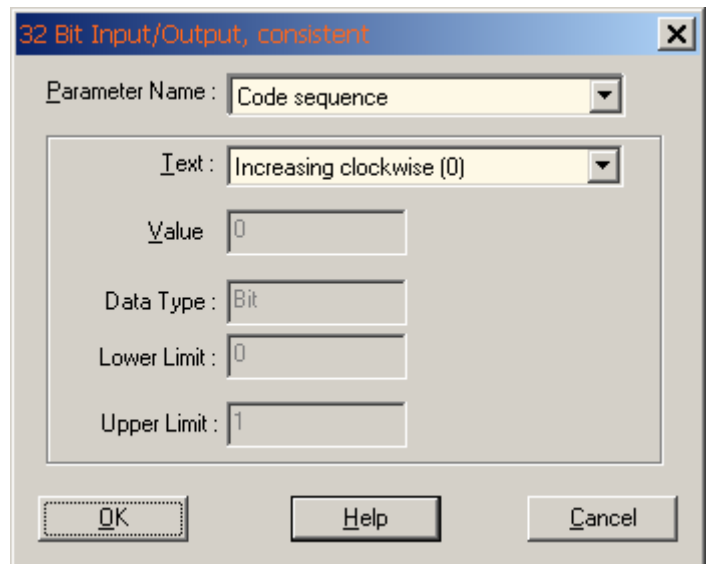 32 Bit Input/Output, consistent
Parameter Name : Code sequence
Text : Increasing clockwise (0)
Value 0
Data Type : Bit
Lower Limit : 0
Upper Limit : 1
OK Help Cancel